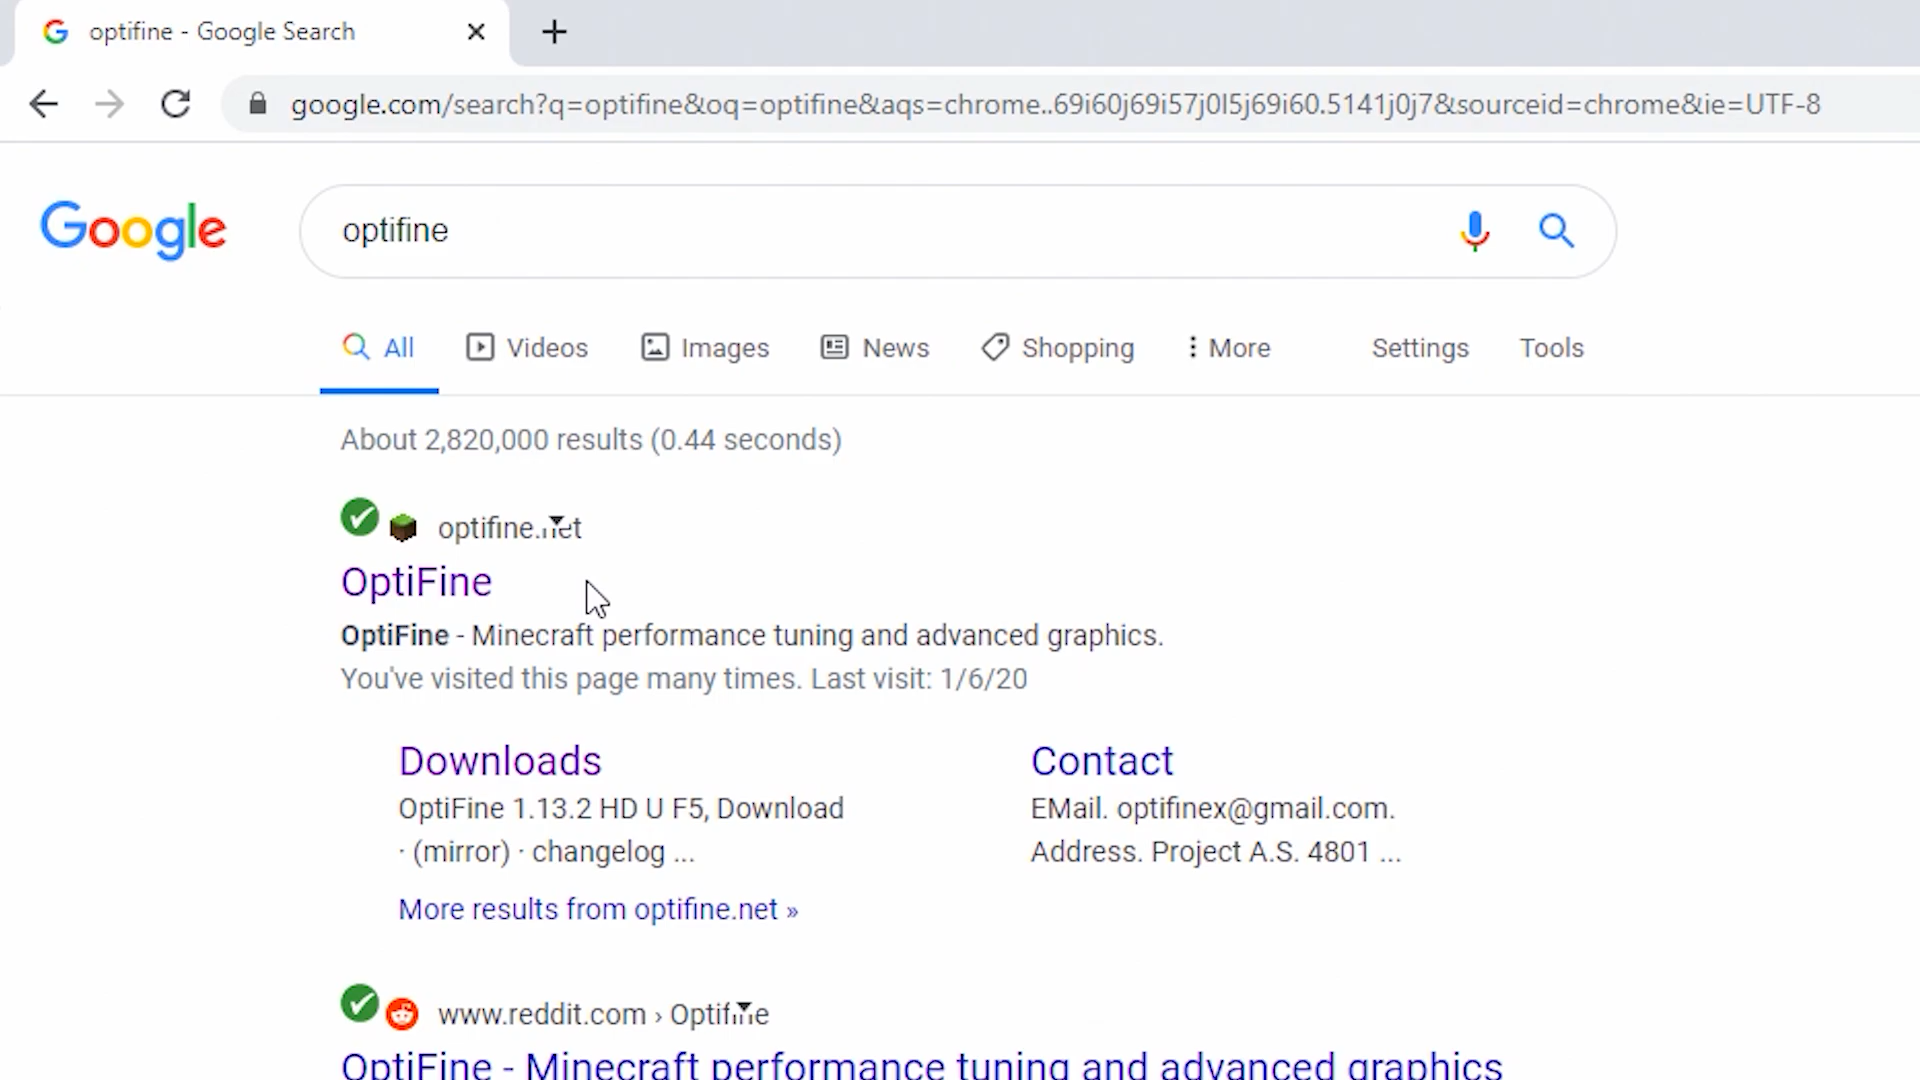 optifine - Google Search
google.com/search?q=optifine&oq=optifine&aqs=chrome..69i60j69i57j0l5j69i60.5141j0j7&sourceid=chrome&ie=UTF-8
Google
optifine
All Videos Images News Shopping More Settings Tools
About 2,820,000 results (0.44 seconds)
optifine.net
OptiFine
OptiFine - Minecraft performance tuning and advanced graphics.
You've visited this page many times. Last visit: 1/6/20
Downloads
OptiFine 1.13.2 HD U F5, Download
· (mirror) · changelog ...
More results from optifine.net »
Contact
EMail. optifinex@gmail.com.
Address. Project A.S. 4801 ...
www.reddit.com › Optifine
OptiFine - Minecraft performance tuning and advanced graphics